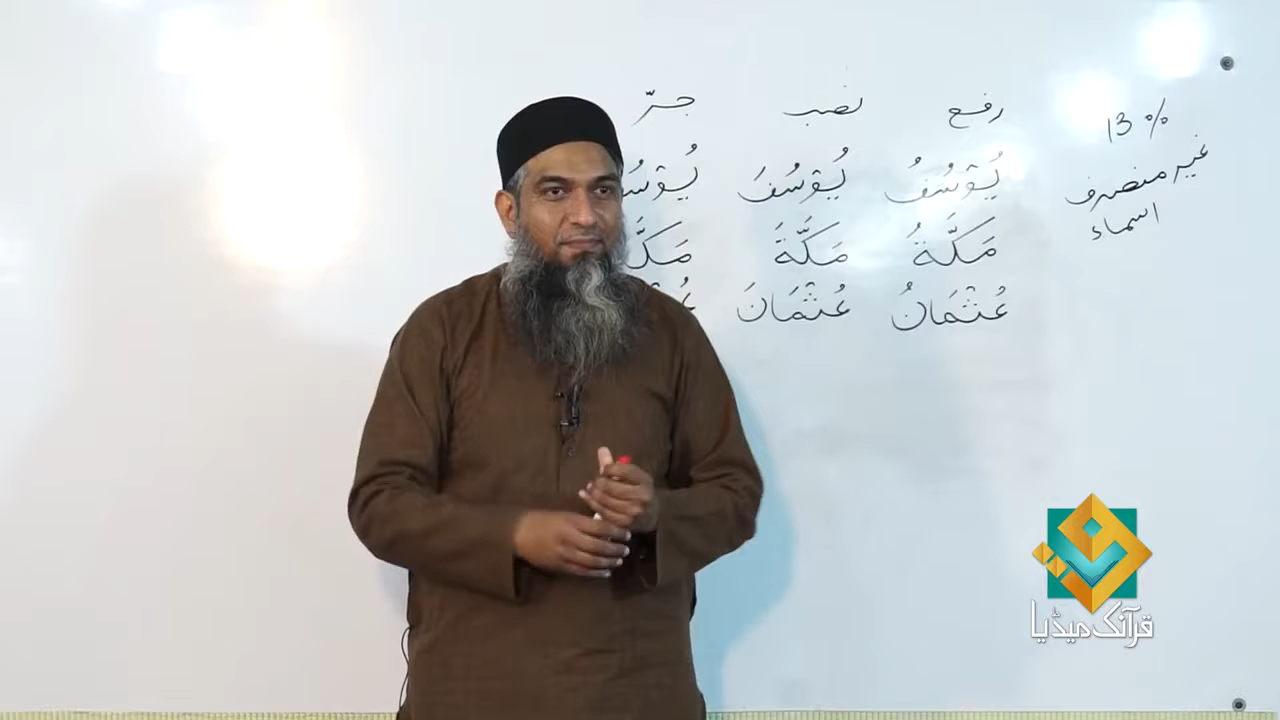 رفع نصب جرّ
13 %
غیر منصرف
اسماء
يُوْسُفُ يُوْسُفَ
مَكَّةُ مَكَّةَ
عُثْمَانُ عُثْمَانَ
قرآنک میڈیا